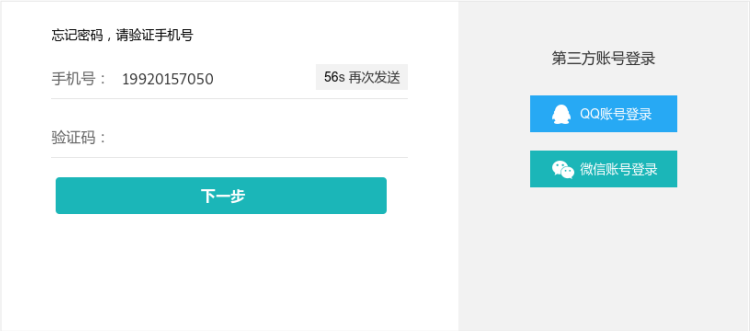 忘记密码，请验证手机号
手机号： 19920157050 56s 再次发送
验证码：
下一步
第三方账号登录
QQ账号登录
微信账号登录